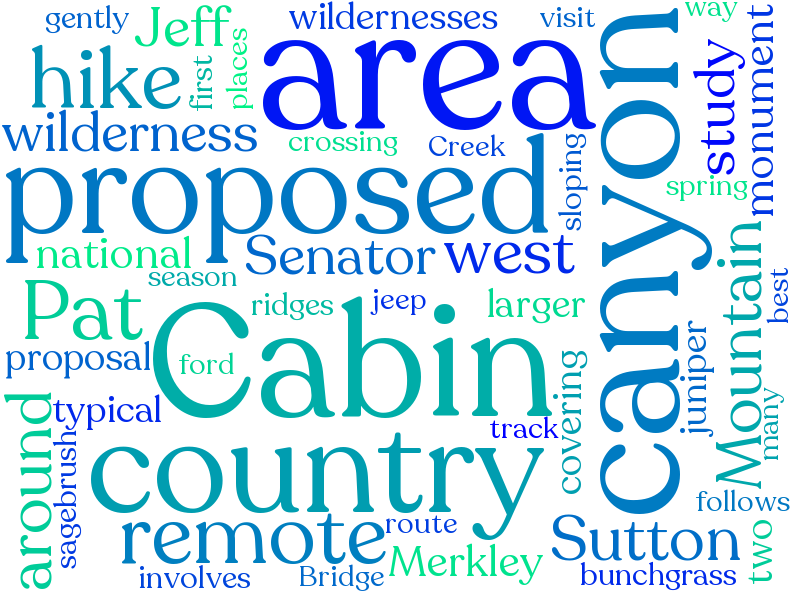 gently
Jeff
wildernesses
visit
way
hike
first
places
area
canyon
study
monument
wilderness
crossing
Creek
sloping
spring
proposed
national
Senator
west
Mountain
season
Pat
ridges
jeep
larger
best
proposal
ford
Cabin
juniper
covering
many
around
typical
track
sagebrush
country
follows
remote
route
Sutton
two
Merkley
involves
Bridge
bunchgrass